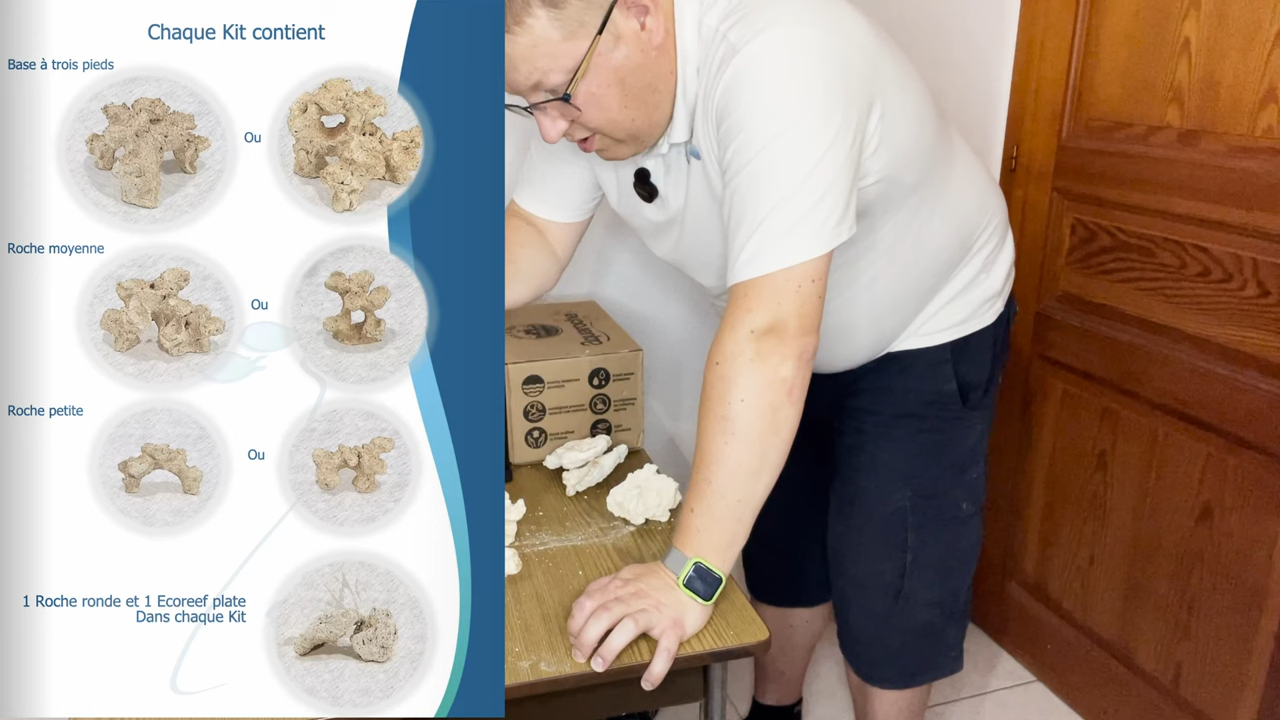 Chaque Kit contient
Base à trois pieds
Ou
Roche moyenne
Ou
Roche petite
Ou
1 Roche ronde et 1 Ecoreef plate
Dans chaque Kit
aquaroche